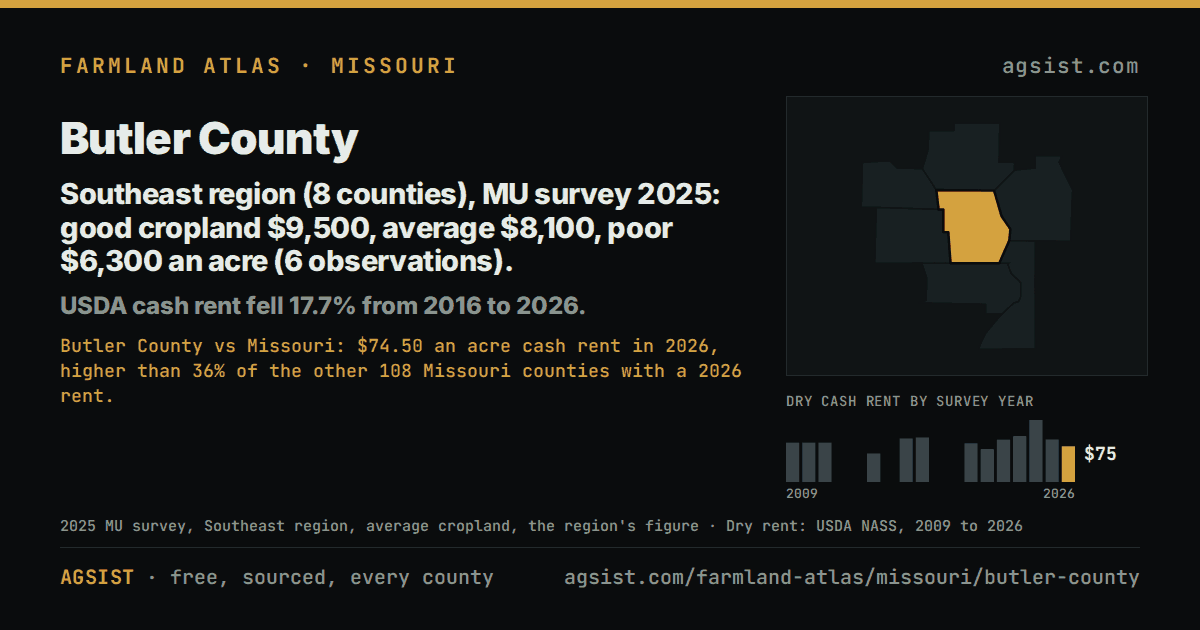 FARMLAND ATLAS · MISSOURI
agsist.com
Butler County
Southeast region (8 counties), MU survey 2025:
good cropland $9,500, average $8,100, poor
$6,300 an acre (6 observations).
USDA cash rent fell 17.7% from 2016 to 2026.
Butler County vs Missouri: $74.50 an acre cash rent in 2026,
higher than 36% of the other 108 Missouri counties with a 2026
rent.
DRY CASH RENT BY SURVEY YEAR
$75
2009
2026
2025 MU survey, Southeast region, average cropland, the region's figure · Dry rent: USDA NASS, 2009 to 2026
AGSIST · free, sourced, every county
agsist.com/farmland-atlas/missouri/butler-county